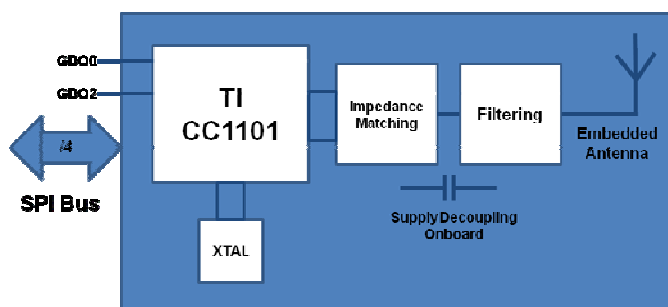 GDO0
GDO2
/4
SPI Bus
TI
CC1101
XTAL
Impedance
Matching
Filtering
Supply Decoupling
Onboard
Embedded
Antenna